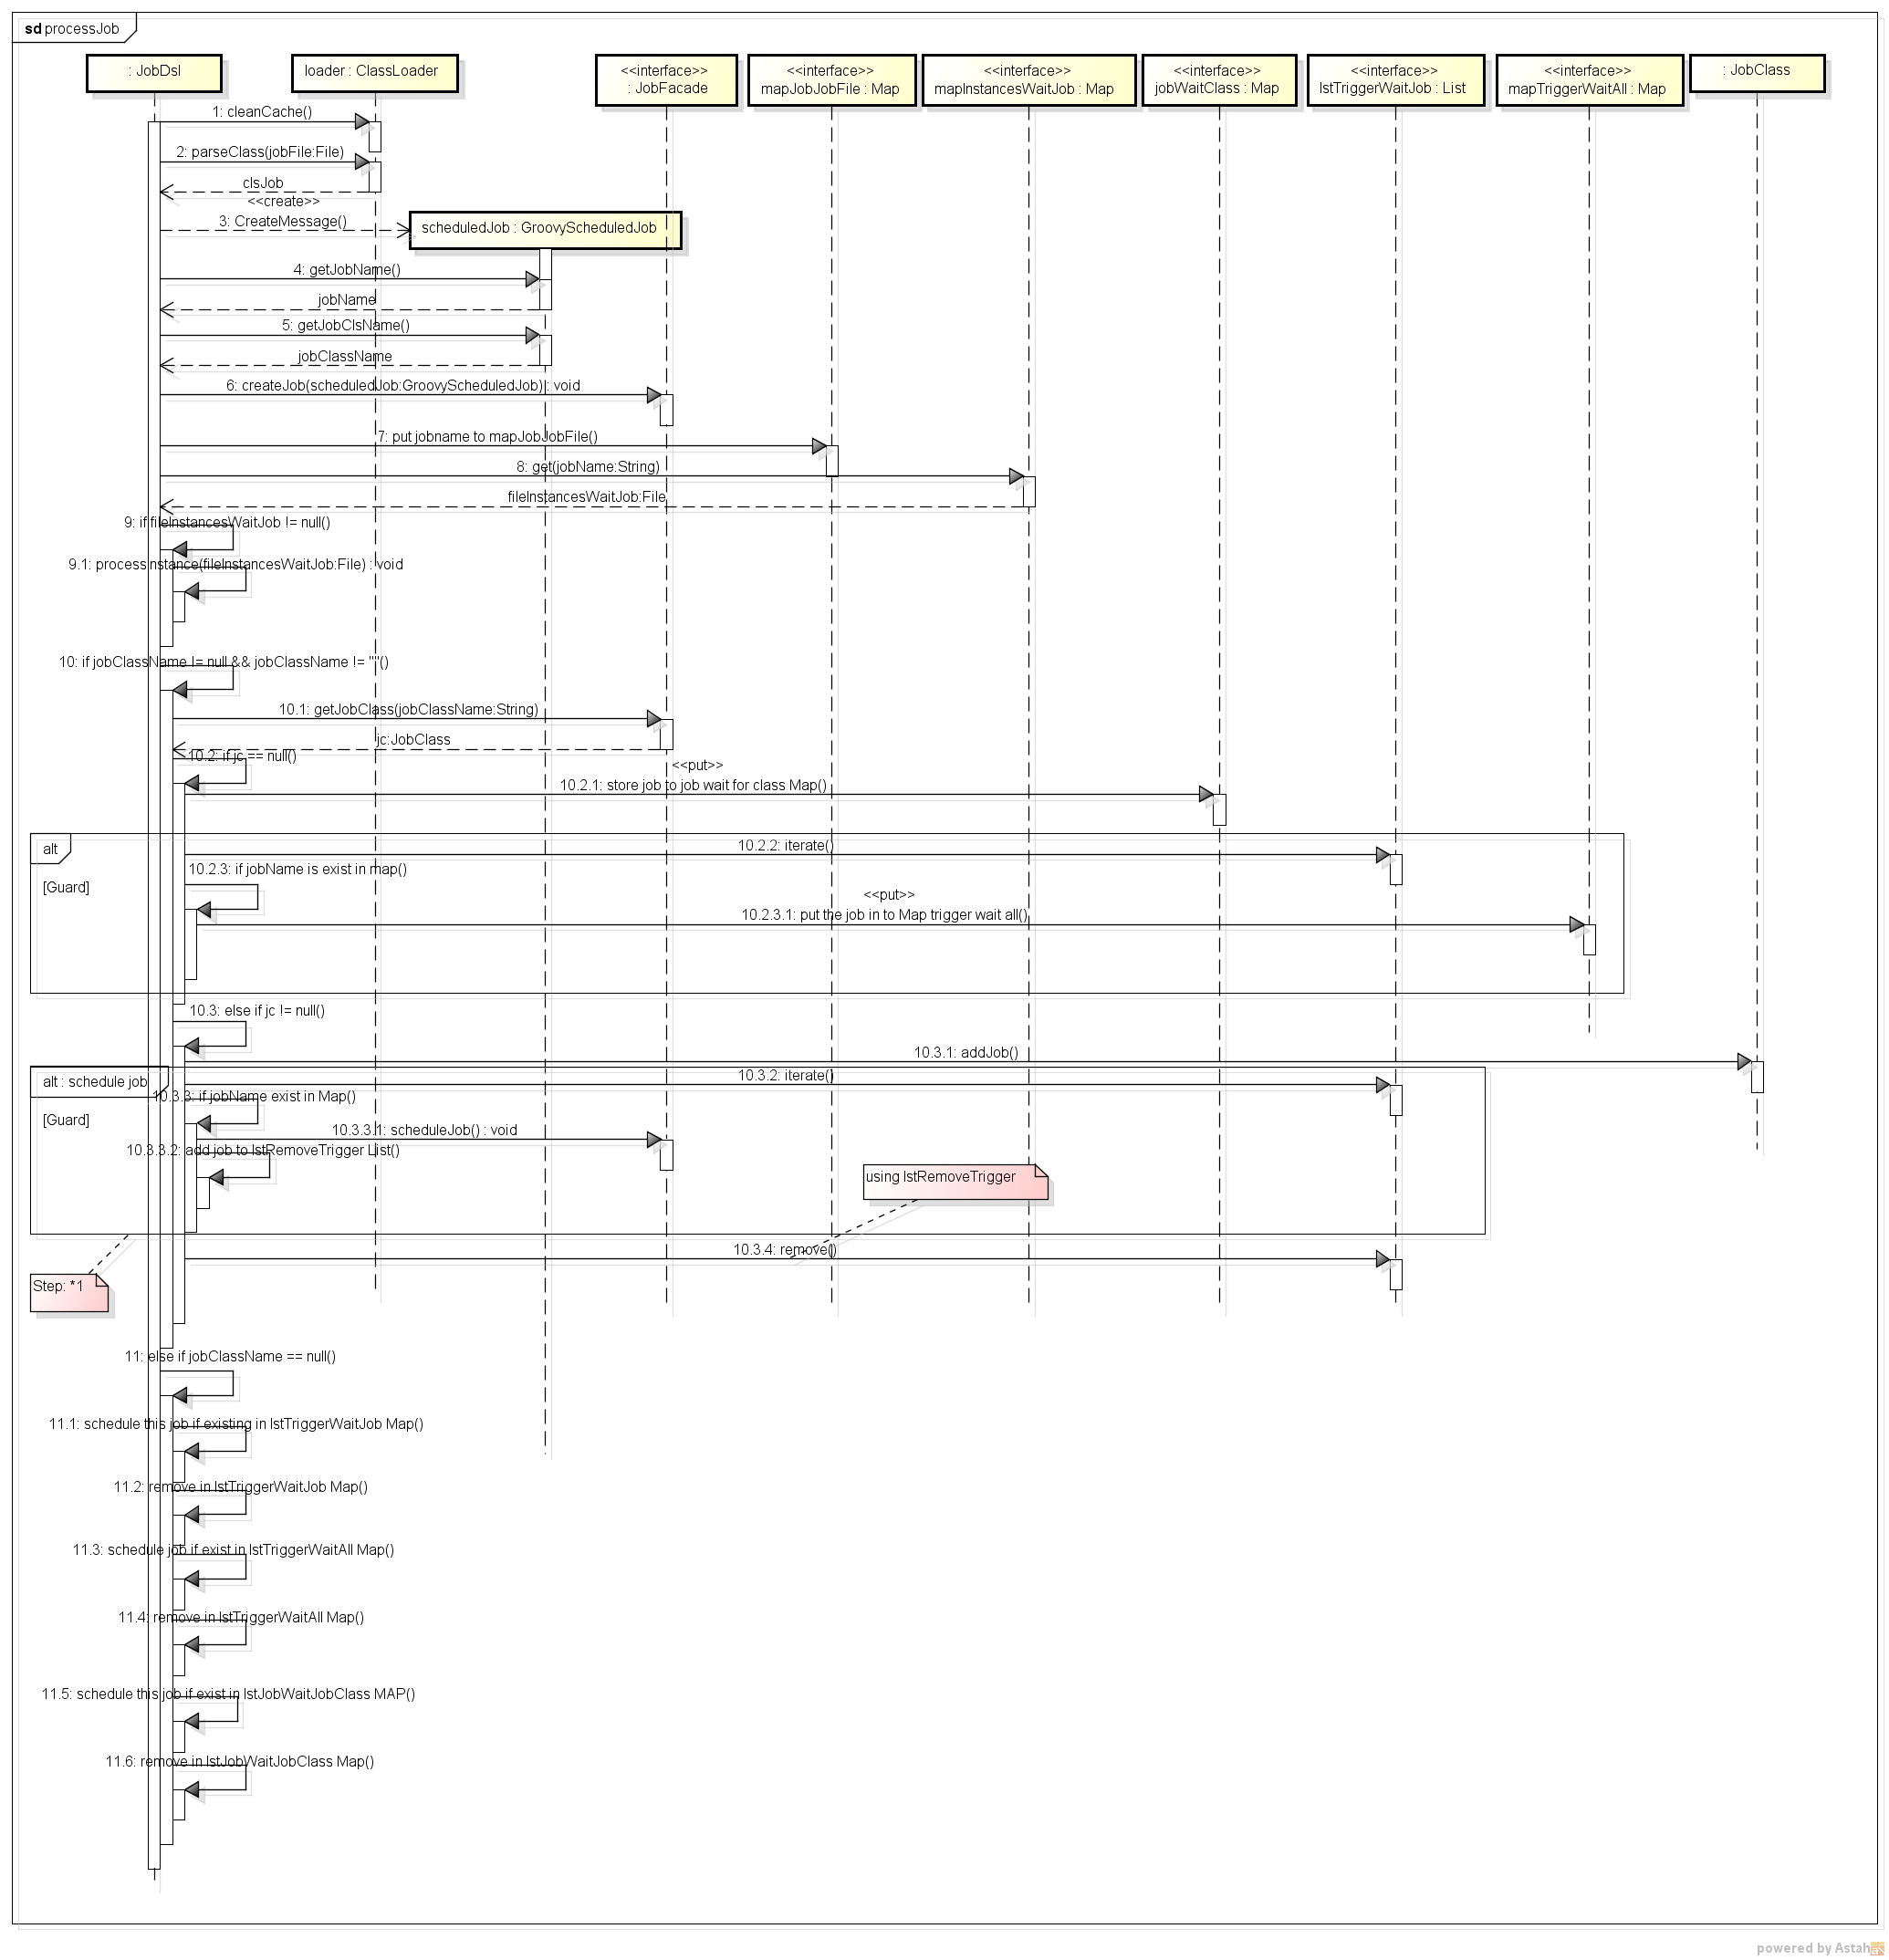 sd processJob
: JobDsl
loader : ClassLoader
<<interface>>
: JobFacade
<<interface>>
mapJobJobFile : Map
<<interface>>
mapInstancesWaitJob : Map
<<interface>>
jobWaitClass : Map
<<interface>>
lstTriggerWaitJob : List
<<interface>>
mapTriggerWaitAll : Map
: JobClass
1: cleanCache()
2: parseClass(jobFile:File)
clsJob
<<create>>
3: CreateMessage()
scheduledJob : GroovyScheduledJob
4: getJobName()
jobName
5: getJobClsName()
jobClassName
6: createJob(scheduledJob:GroovyScheduledJob) : void
7: put jobname to mapJobJobFile()
8: get(jobName:String)
fileInstancesWaitJob:File
9: if fileInstancesWaitJob != null()
9.1: processInstance(fileInstancesWaitJob:File) : void
10: if jobClassName != null && jobClassName != ""()
10.1: getJobClass(jobClassName:String)
jc:JobClass
10.2: if jc == null()
<<put>>
10.2.1: store job to job wait for class Map()
alt
10.2.2: iterate()
10.2.3: if jobName is exist in map()
[Guard]
<<put>>
10.2.3.1: put the job in to Map trigger wait all()
10.3: else if jc != null()
10.3.1: addJob()
alt : schedule job
10.3.2: iterate()
10.3.3: if jobName exist in Map()
[Guard]
10.3.3.1: scheduleJob() : void
10.3.3.2: add job to lstRemoveTrigger List()
using lstRemoveTrigger
10.3.4: remove()
Step: *1
11: else if jobClassName == null()
11.1: schedule this job if existing in lstTriggerWaitJob Map()
11.2: remove in lstTriggerWaitJob Map()
11.3: schedule job if exist in lstTriggerWaitAll Map()
11.4: remove in lstTriggerWaitAll Map()
11.5: schedule this job if exist in lstJobWaitJobClass MAP()
11.6: remove in lstJobWaitJobClass Map()
powered by Astah